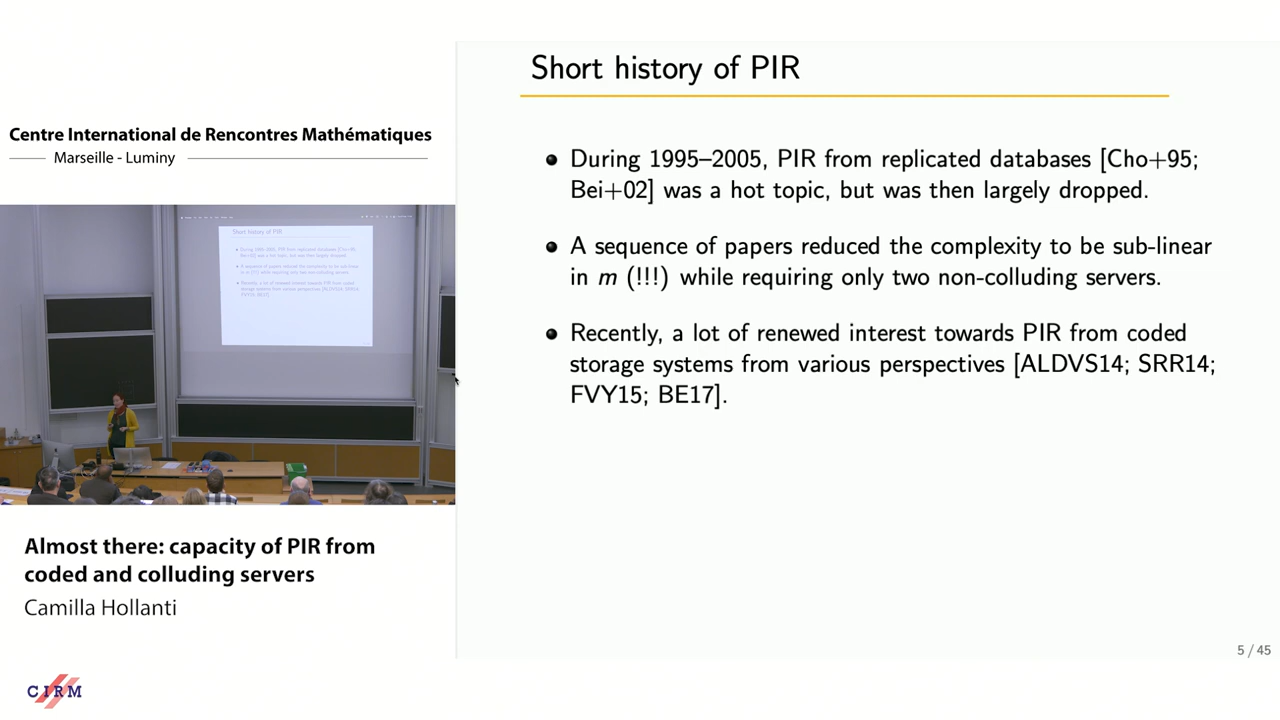 Centre International de Rencontres Mathématiques
Marseille - Luminy
Almost there: capacity of PIR from
coded and colluding servers
Camilla Hollanti
CIRM
Short history of PIR
During 1995–2005, PIR from replicated databases [Cho+95;
Bei+02] was a hot topic, but was then largely dropped.
A sequence of papers reduced the complexity to be sub-linear
in m (!!!) while requiring only two non-colluding servers.
Recently, a lot of renewed interest towards PIR from coded
storage systems from various perspectives [ALDVS14; SRR14;
FVY15; BE17].
5 / 45